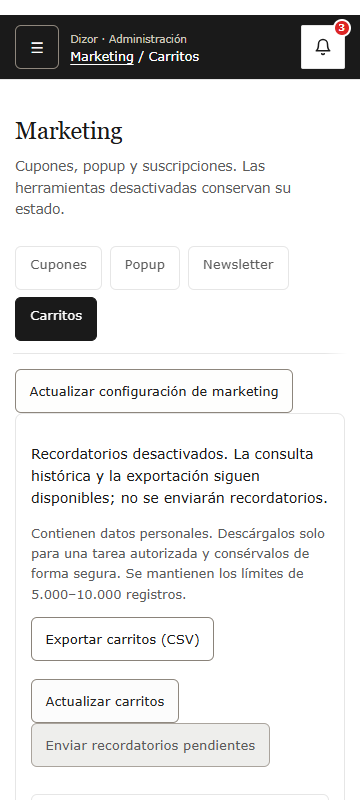 Dizor · Administración
Marketing / Carritos
3
Marketing
Cupones, popup y suscripciones. Las
herramientas desactivadas conservan su
estado.
Cupones
Popup
Newsletter
Carritos
Actualizar configuración de marketing
Recordatorios desactivados. La consulta
histórica y la exportación siguen
disponibles; no se enviarán recordatorios.
Contienen datos personales. Descárgalos solo
para una tarea autorizada y consérvalos de
forma segura. Se mantienen los límites de
5.000–10.000 registros.
Exportar carritos (CSV)
Actualizar carritos
Enviar recordatorios pendientes